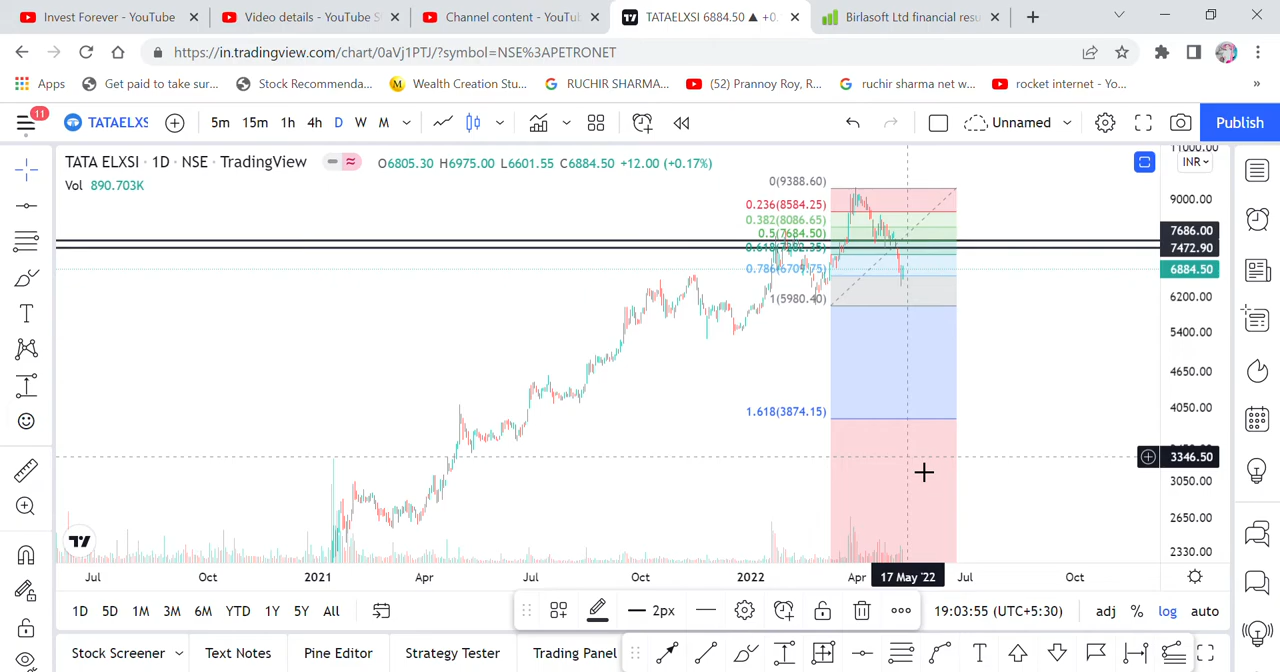 Invest Forever - YouTube
Video details - YouTube S
Channel content - YouTu
TATAELXSI 6884.50 ▲ +0.
Birlasoft Ltd financial resu
https://in.tradingview.com/chart/0aVj1PTJ/?symbol=NSE%3APETRONET
Apps
Get paid to take sur...
Stock Recommenda...
Wealth Creation Stu...
RUCHIR SHARMA...
(52) Prannoy Roy, R...
ruchir sharma net w...
rocket internet - Yo...
»
11
TATAELXS
5m 15m 1h 4h D W M
Unnamed
Publish
TATA ELXSI · 1D · NSE · TradingView
O6805.30 H6975.00 L6601.55 C6884.50 +12.00 (+0.17%)
Vol 890.703K
INR
11000.00
9000.00
7686.00
7472.90
6884.50
6200.00
5400.00
4650.00
4050.00
3346.50
3050.00
2650.00
2330.00
0(9388.60)
0.236(8584.25)
0.382(8086.65)
0.5(7684.50)
0.618(7282.35)
0.786(6709.75)
1(5980.40)
1.618(3874.15)
Jul Oct 2021 Apr Jul Oct 2022 Apr 17 May '22 Jul Oct
1D 5D 1M 3M 6M YTD 1Y 5Y All
2px
19:03:55 (UTC+5:30)
adj % log auto
Stock Screener
Text Notes
Pine Editor
Strategy Tester
Trading Panel